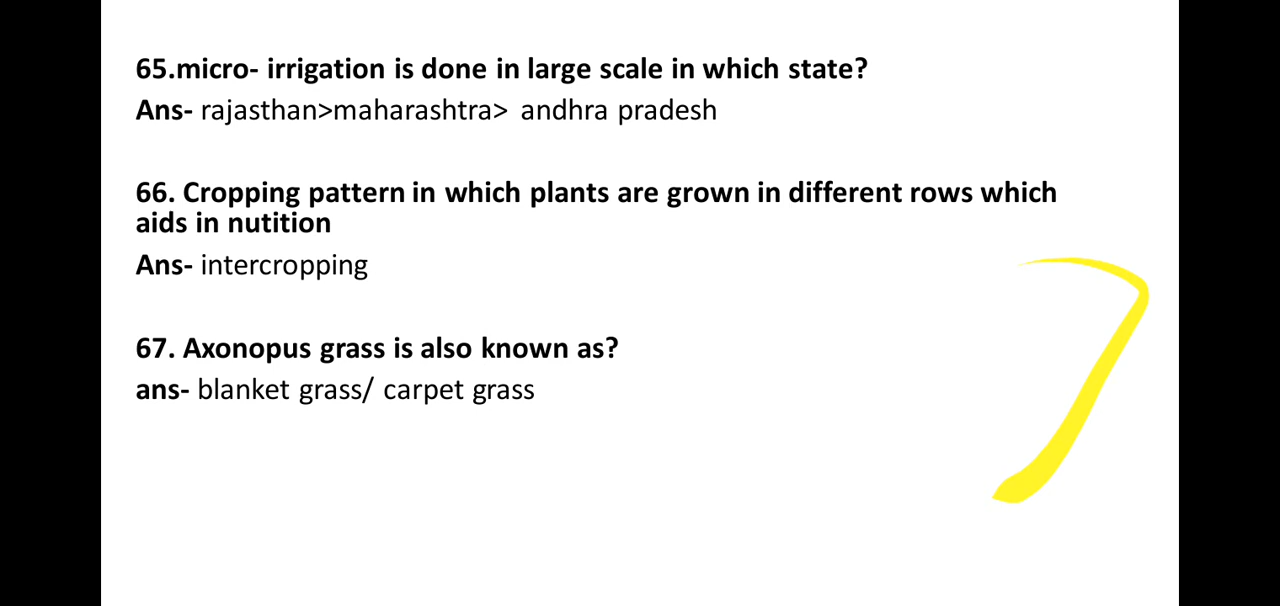 65.micro- irrigation is done in large scale in which state?
Ans- rajasthan>maharashtra> andhra pradesh
66. Cropping pattern in which plants are grown in different rows which
aids in nutition
Ans- intercropping
67. Axonopus grass is also known as?
ans- blanket grass/ carpet grass